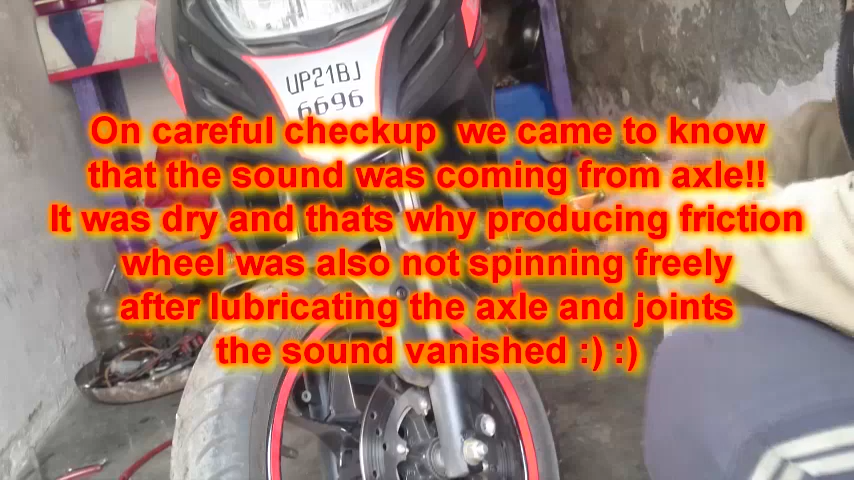 UP21BJ
6696
On careful checkup we came to know
that the sound was coming from axle!!
It was dry and thats why producing friction
wheel was also not spinning freely
after lubricating the axle and joints
the sound vanished :) :)